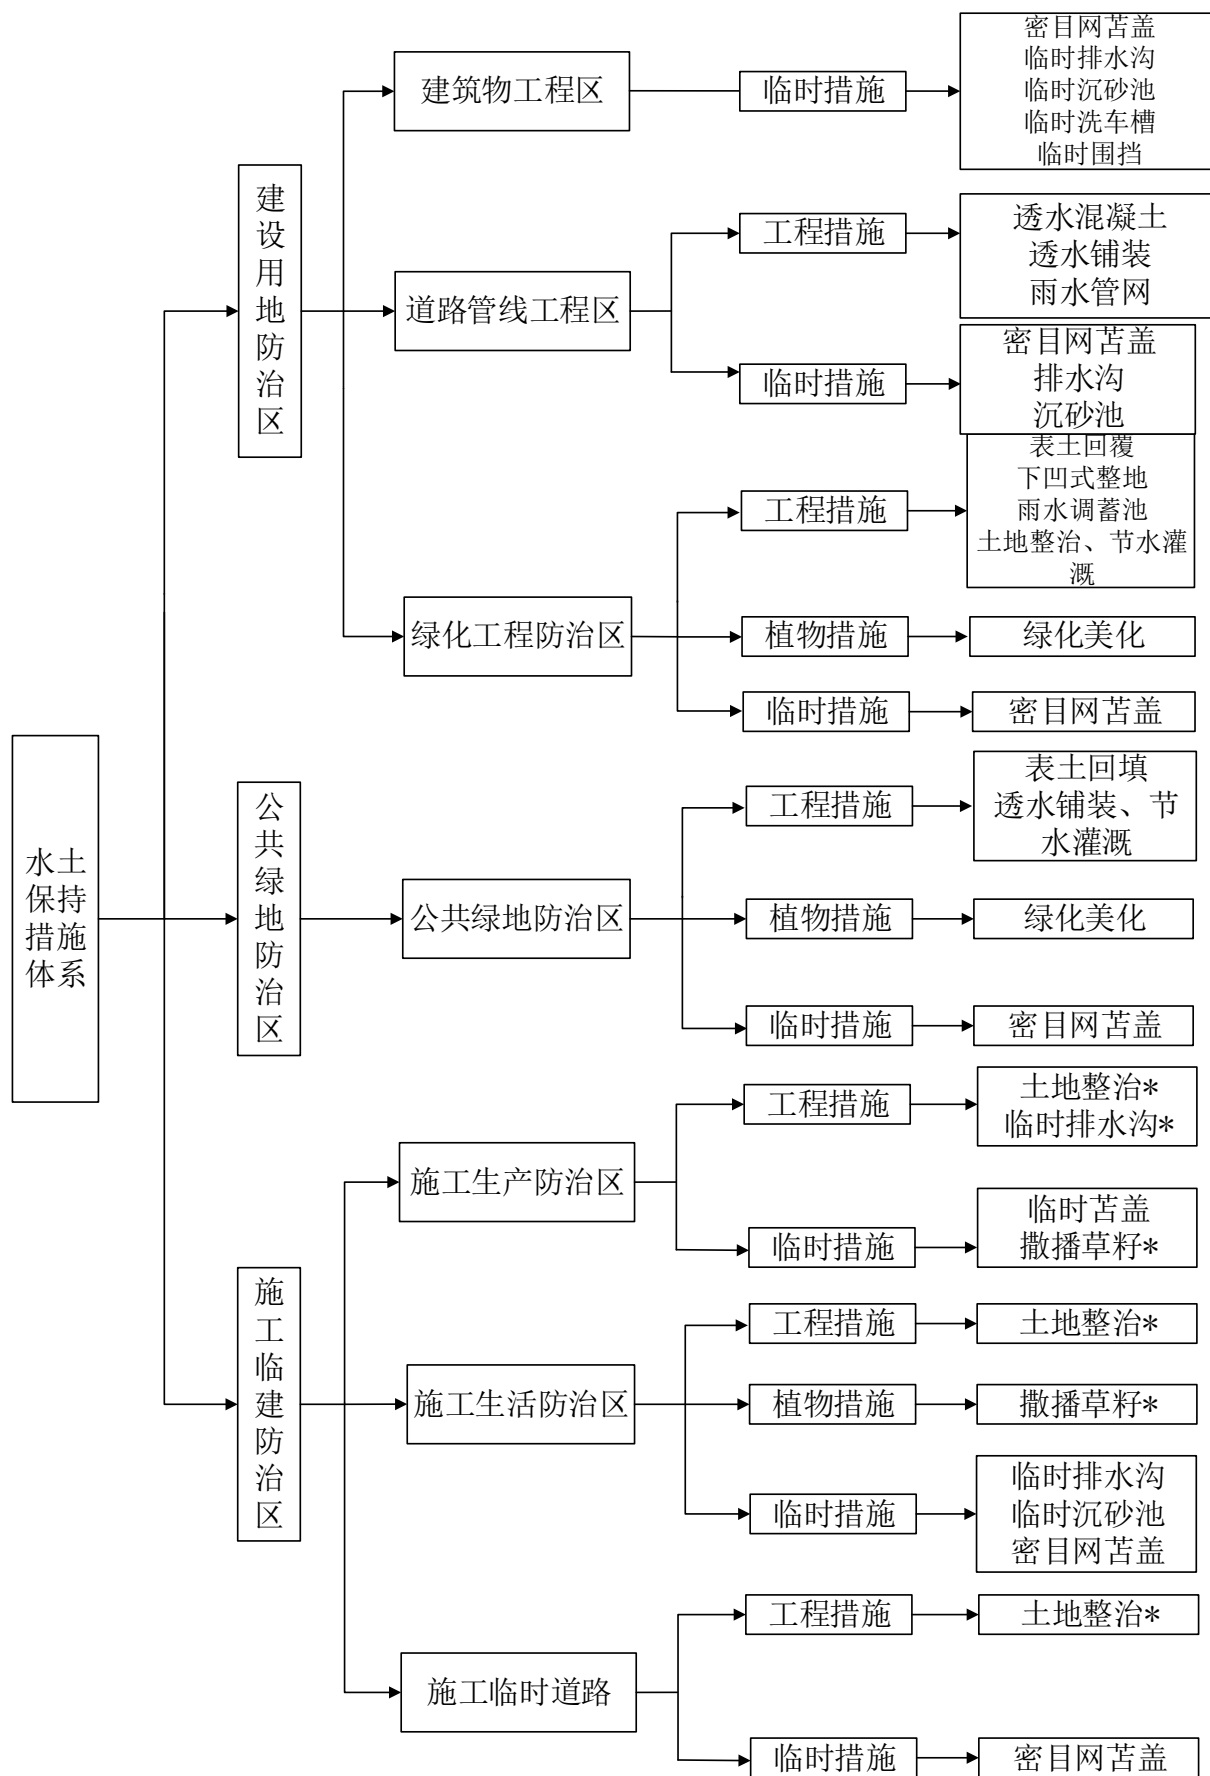 水土
保持
措施
体系
建设用地防治区
建筑物工程区
临时措施
密目网苫盖
临时排水沟
临时沉砂池
临时洗车槽
临时围挡
道路管线工程区
工程措施
透水混凝土
透水铺装
雨水管网
临时措施
密目网苫盖
排水沟
沉砂池
绿化工程防治区
工程措施
表土回覆
下凹式整地
雨水调蓄池
土地整治、节水灌
溉
植物措施
绿化美化
临时措施
密目网苫盖
公共绿地防治区
公共绿地防治区
工程措施
表土回填
透水铺装、节
水灌溉
植物措施
绿化美化
临时措施
密目网苫盖
施工临建防治区
施工生产防治区
工程措施
土地整治*
临时排水沟*
临时措施
临时苫盖
撒播草籽*
施工生活防治区
工程措施
土地整治*
植物措施
撒播草籽*
临时措施
临时排水沟
临时沉砂池
密目网苫盖
施工临时道路
工程措施
土地整治*
临时措施
密目网苫盖